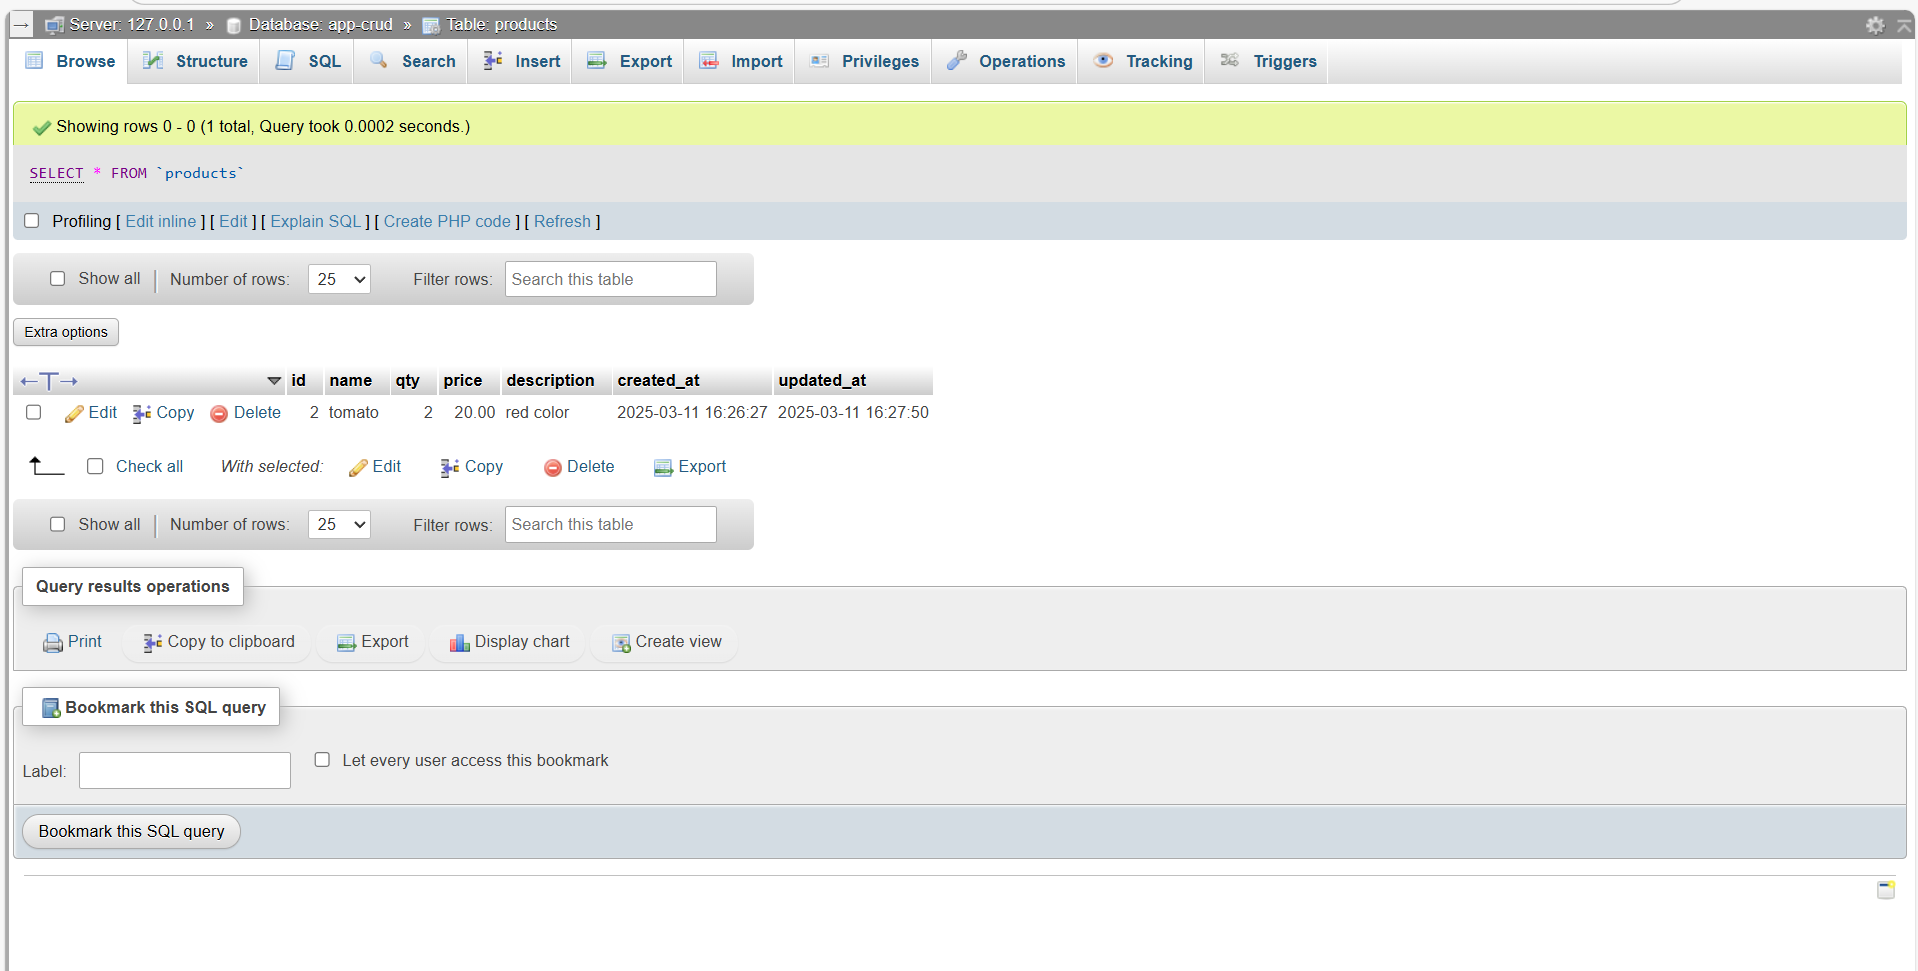 Server: 127.0.0.1 » Database: app-crud » Table: products
Browse Structure SQL Search Insert Export Import Privileges Operations Tracking Triggers
Showing rows 0 - 0 (1 total, Query took 0.0002 seconds.)
SELECT * FROM `products`
Profiling [ Edit inline ] [ Edit ] [ Explain SQL ] [ Create PHP code ] [ Refresh ]
Show all | Number of rows: 25 Filter rows: Search this table
Extra options
←T→ id name qty price description created_at updated_at
Edit Copy Delete 2 tomato 2 20.00 red color 2025-03-11 16:26:27 2025-03-11 16:27:50
Check all With selected: Edit Copy Delete Export
Show all | Number of rows: 25 Filter rows: Search this table
Query results operations
Print Copy to clipboard Export Display chart Create view
Bookmark this SQL query
Label: Let every user access this bookmark
Bookmark this SQL query